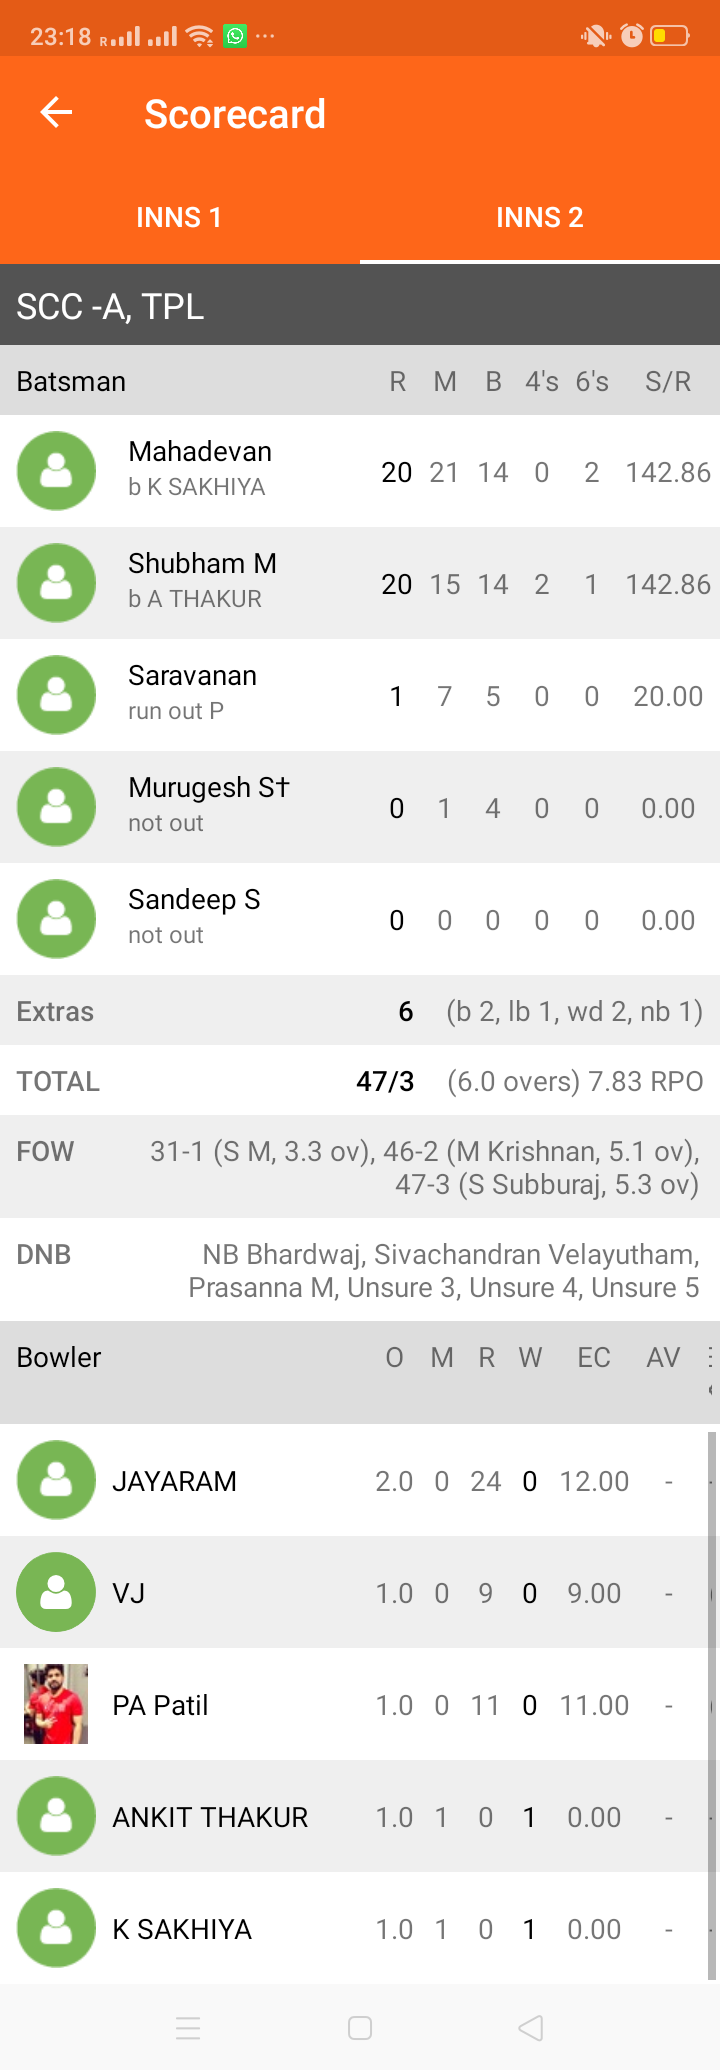 23:18 R ...
Scorecard
INNS 1 INNS 2
SCC -A, TPL
Batsman R M B 4's 6's S/R
Mahadevan
b K SAKHIYA
20 21 14 0 2 142.86
Shubham M
b A THAKUR
20 15 14 2 1 142.86
Saravanan
run out P
1 7 5 0 0 20.00
Murugesh S†
not out
0 1 4 0 0 0.00
Sandeep S
not out
0 0 0 0 0 0.00
Extras 6 (b 2, lb 1, wd 2, nb 1)
TOTAL 47/3 (6.0 overs) 7.83 RPO
FOW 31-1 (S M, 3.3 ov), 46-2 (M Krishnan, 5.1 ov),
47-3 (S Subburaj, 5.3 ov)
DNB NB Bhardwaj, Sivachandran Velayutham,
Prasanna M, Unsure 3, Unsure 4, Unsure 5
Bowler O M R W EC AV
JAYARAM 2.0 0 24 0 12.00 -
VJ 1.0 0 9 0 9.00 -
PA Patil 1.0 0 11 0 11.00 -
ANKIT THAKUR 1.0 1 0 1 0.00 -
K SAKHIYA 1.0 1 0 1 0.00 -